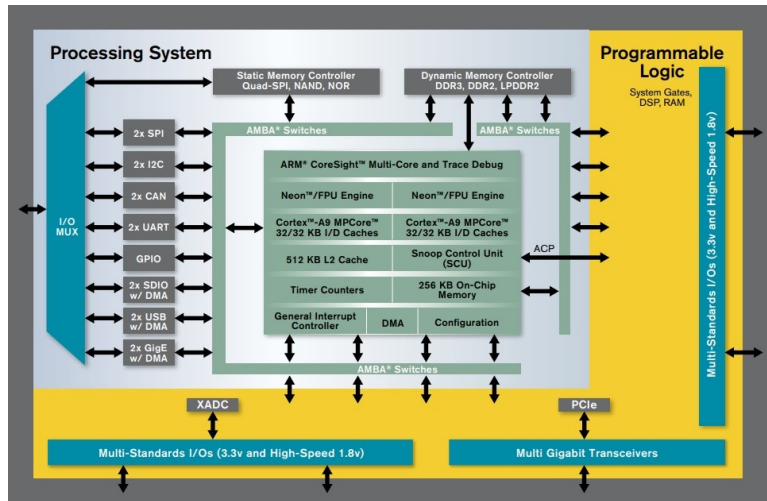 Processing System
Programmable
Logic
System Gates,
DSP, RAM
Static Memory Controller
Quad-SPI, NAND, NOR
Dynamic Memory Controller
DDR3, DDR2, LPDDR2
AMBA® Switches
AMBA® Switches
I/O
MUX
2x SPI
2x I2C
2x CAN
2x UART
GPIO
2x SDIO
w/ DMA
2x USB
w/ DMA
2x GigE
w/ DMA
ARM® CoreSight™ Multi-Core and Trace Debug
Neon™/FPU Engine
Neon™/FPU Engine
Cortex™-A9 MPCore™
32/32 KB I/D Caches
Cortex™-A9 MPCore™
32/32 KB I/D Caches
512 KB L2 Cache
Snoop Control Unit
(SCU)
ACP
Timer Counters
256 KB On-Chip
Memory
General Interrupt
Controller
DMA
Configuration
AMBA® Switches
Multi-Standards I/Os (3.3v and High-Speed 1.8v)
XADC
PCIe
Multi-Standards I/Os (3.3v and High-Speed 1.8v)
Multi Gigabit Transceivers